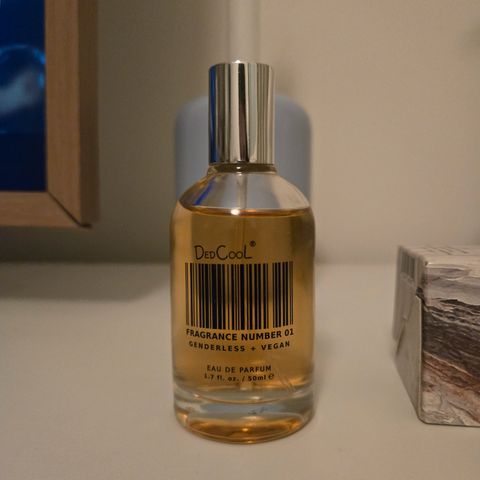 DEDCOOL®
FRAGRANCE NUMBER 01
GENDERLESS + VEGAN
EAU DE PARFUM
1.7 fl. oz. / 50ml ℮